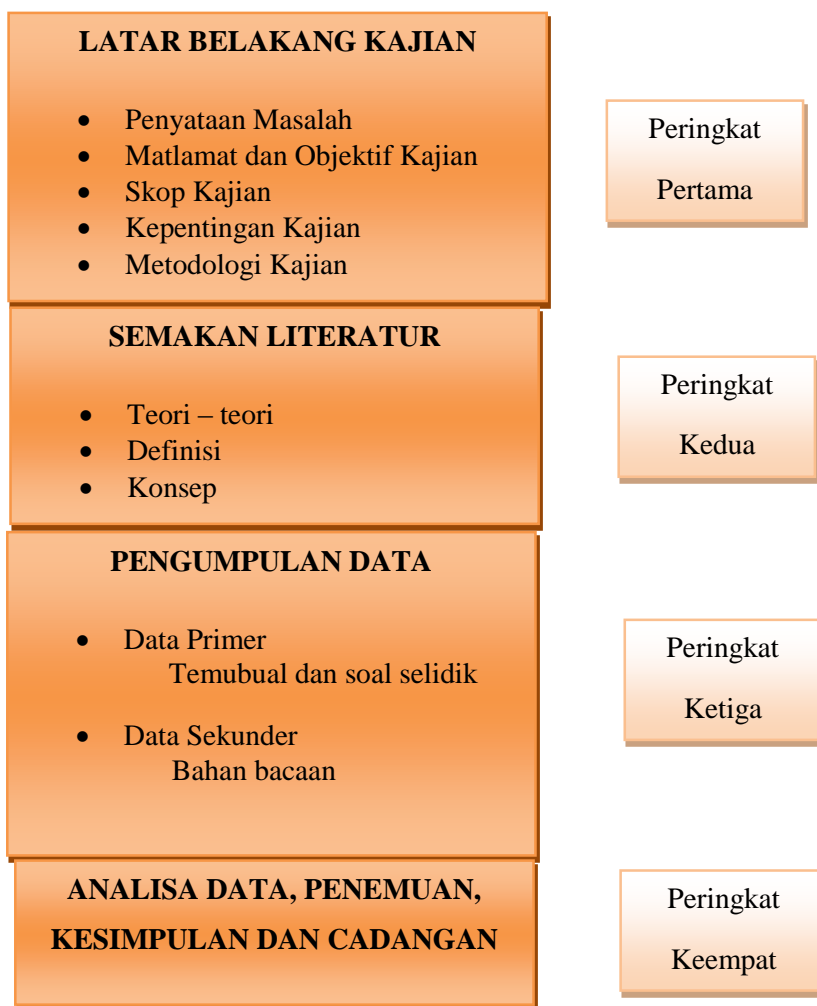 LATAR BELAKANG KAJIAN
• Penyataan Masalah
• Matlamat dan Objektif Kajian
• Skop Kajian
• Kepentingan Kajian
• Metodologi Kajian
Peringkat
Pertama
SEMAKAN LITERATUR
• Teori – teori
• Definisi
• Konsep
Peringkat
Kedua
PENGUMPULAN DATA
• Data Primer
Temubual dan soal selidik
• Data Sekunder
Bahan bacaan
Peringkat
Ketiga
ANALISA DATA, PENEMUAN,
KESIMPULAN DAN CADANGAN
Peringkat
Keempat